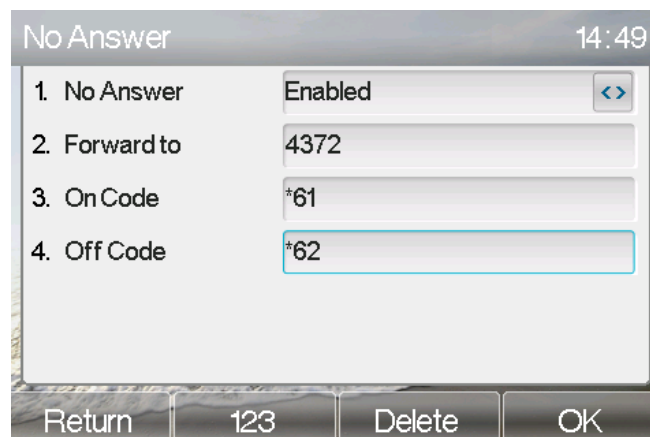 No Answer 14:49
1. No Answer Enabled <>
2. Forward to 4372
3. On Code *61
4. Off Code *62
Return 123 Delete OK